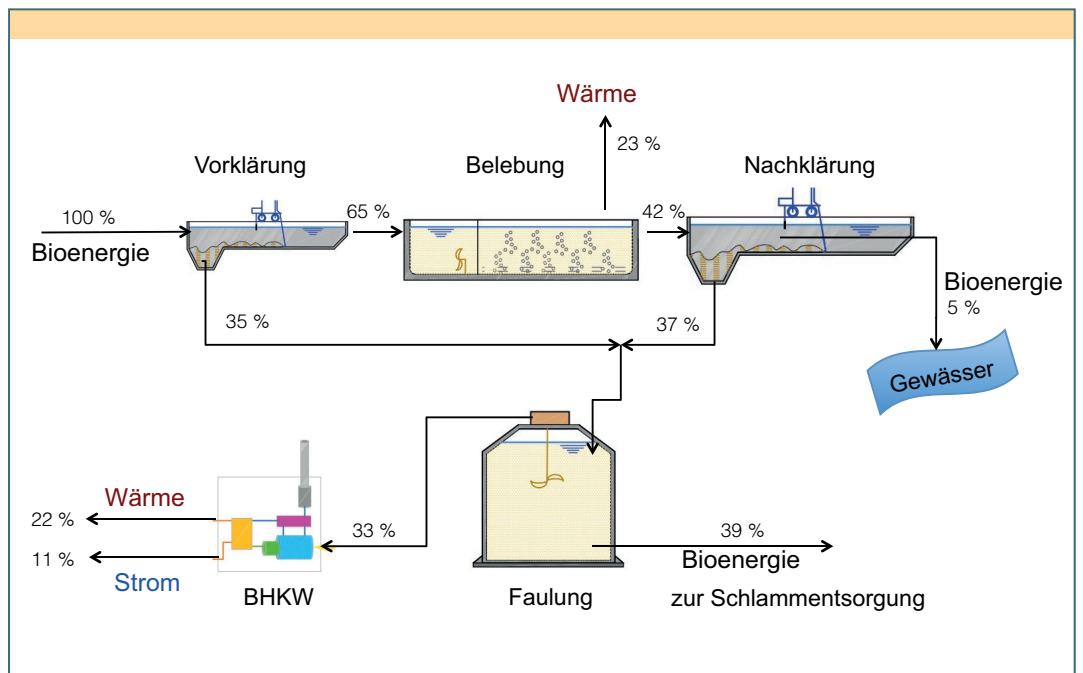 Wärme
23 %
Vorklärung
Belebung
Nachklärung
100 %
65 %
42 %
Bioenergie
Bioenergie
5 %
35 %
37 %
Gewässer
Wärme
22 %
33 %
39 %
11 %
Bioenergie
Strom
BHKW
Faulung
zur Schlammentsorgung